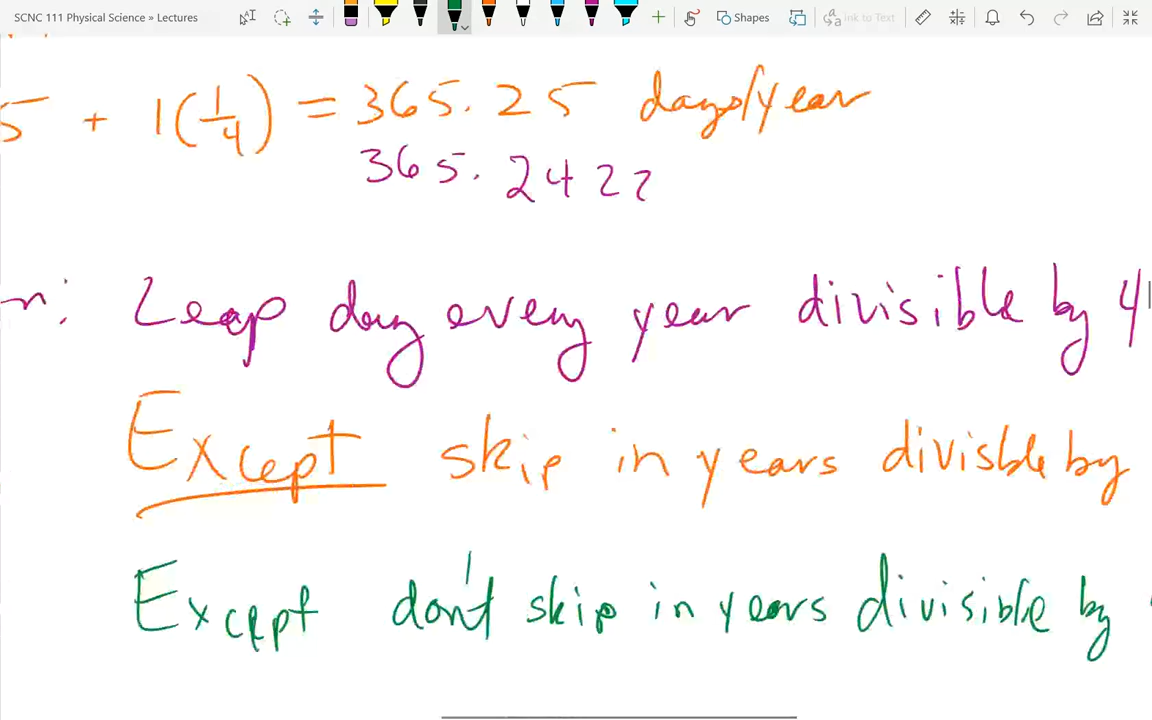 SCNC 111 Physical Science » Lectures
Shapes
Ink to Text
5 + 1(1/4) = 365.25 days/year
365.2422
n: Leap day every year divisible by 4
Except skip in years divisble by
Except don't skip in years divisible by